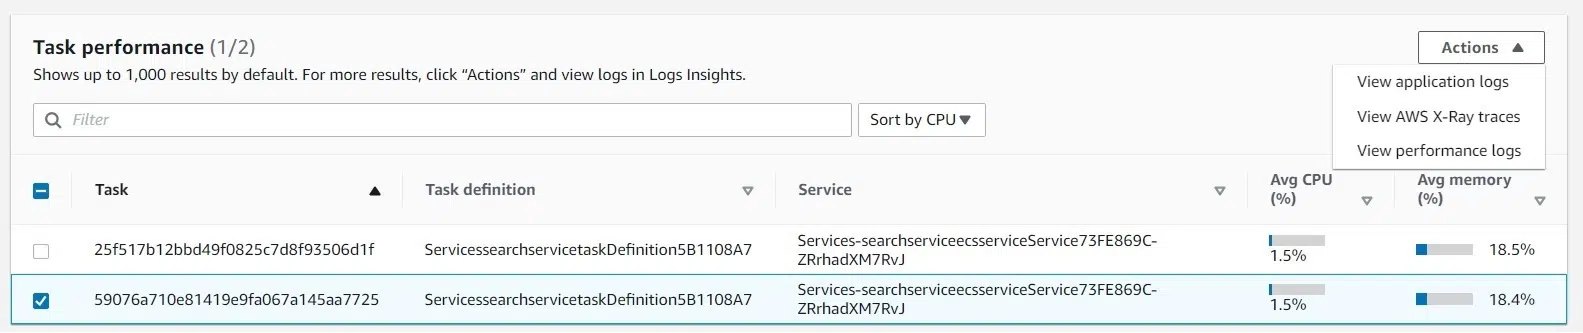 Task performance (1/2)
Actions
Shows up to 1,000 results by default. For more results, click “Actions” and view logs in Logs Insights.
View application logs
View AWS X-Ray traces
View performance logs
Filter
Sort by CPU
Task
Task definition
Service
Avg CPU
(%)
Avg memory
(%)
25f517b12bbd49f0825c7d8f93506d1f
ServicessearchservicetaskDefinition5B1108A7
Services-searchserviceecsserviceService73FE869C-
ZRrhadXM7RvJ
1.5%
18.5%
59076a710e81419e9fa067a145aa7725
ServicessearchservicetaskDefinition5B1108A7
Services-searchserviceecsserviceService73FE869C-
ZRrhadXM7RvJ
1.5%
18.4%